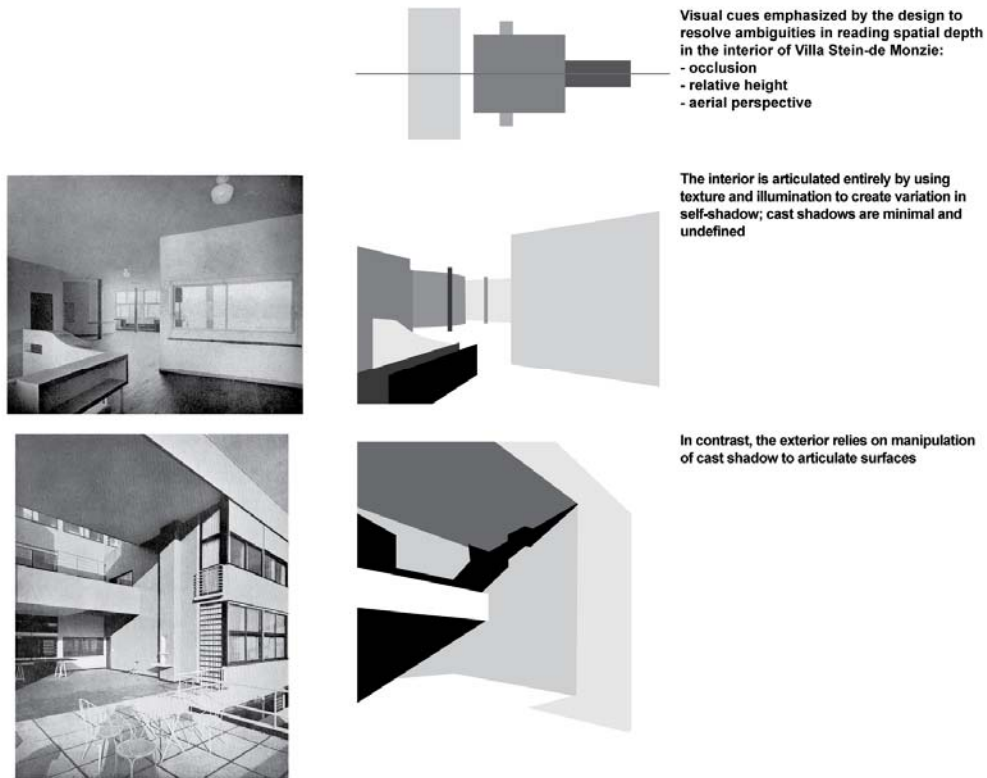 Visual cues emphasized by the design to
resolve ambiguities in reading spatial depth
in the interior of Villa Stein-de Monzie:
- occlusion
- relative height
- aerial perspective
The interior is articulated entirely by using
texture and illumination to create variation in
self-shadow; cast shadows are minimal and
undefined
In contrast, the exterior relies on manipulation
of cast shadow to articulate surfaces